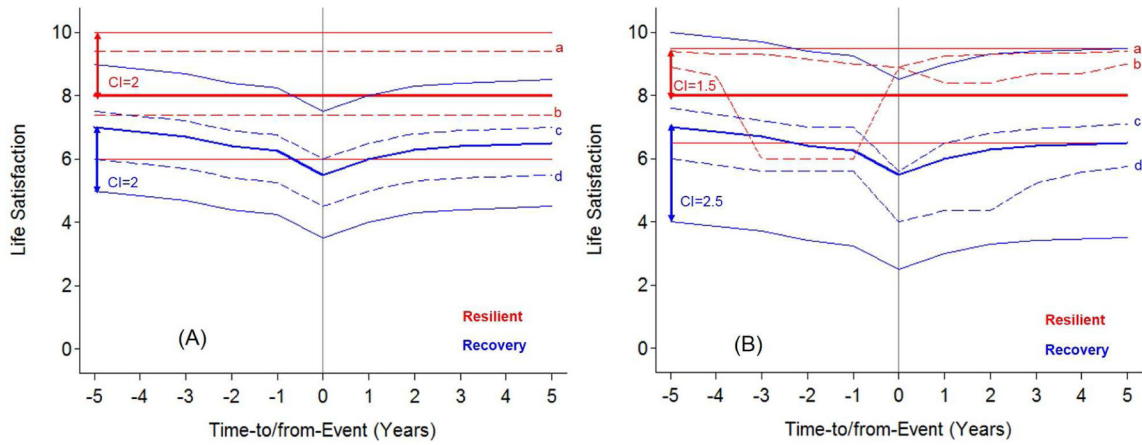 10
8
6
4
2
0
Life Satisfaction
CI=2
CI=2
a
b
c
d
(A)
Resilient
Recovery
-5 -4 -3 -2 -1 0 1 2 3 4 5
Time-to/from-Event (Years)
10
8
6
4
2
0
Life Satisfaction
CI=1.5
CI=2.5
a
b
c
d
(B)
Resilient
Recovery
-5 -4 -3 -2 -1 0 1 2 3 4 5
Time-to/from-Event (Years)